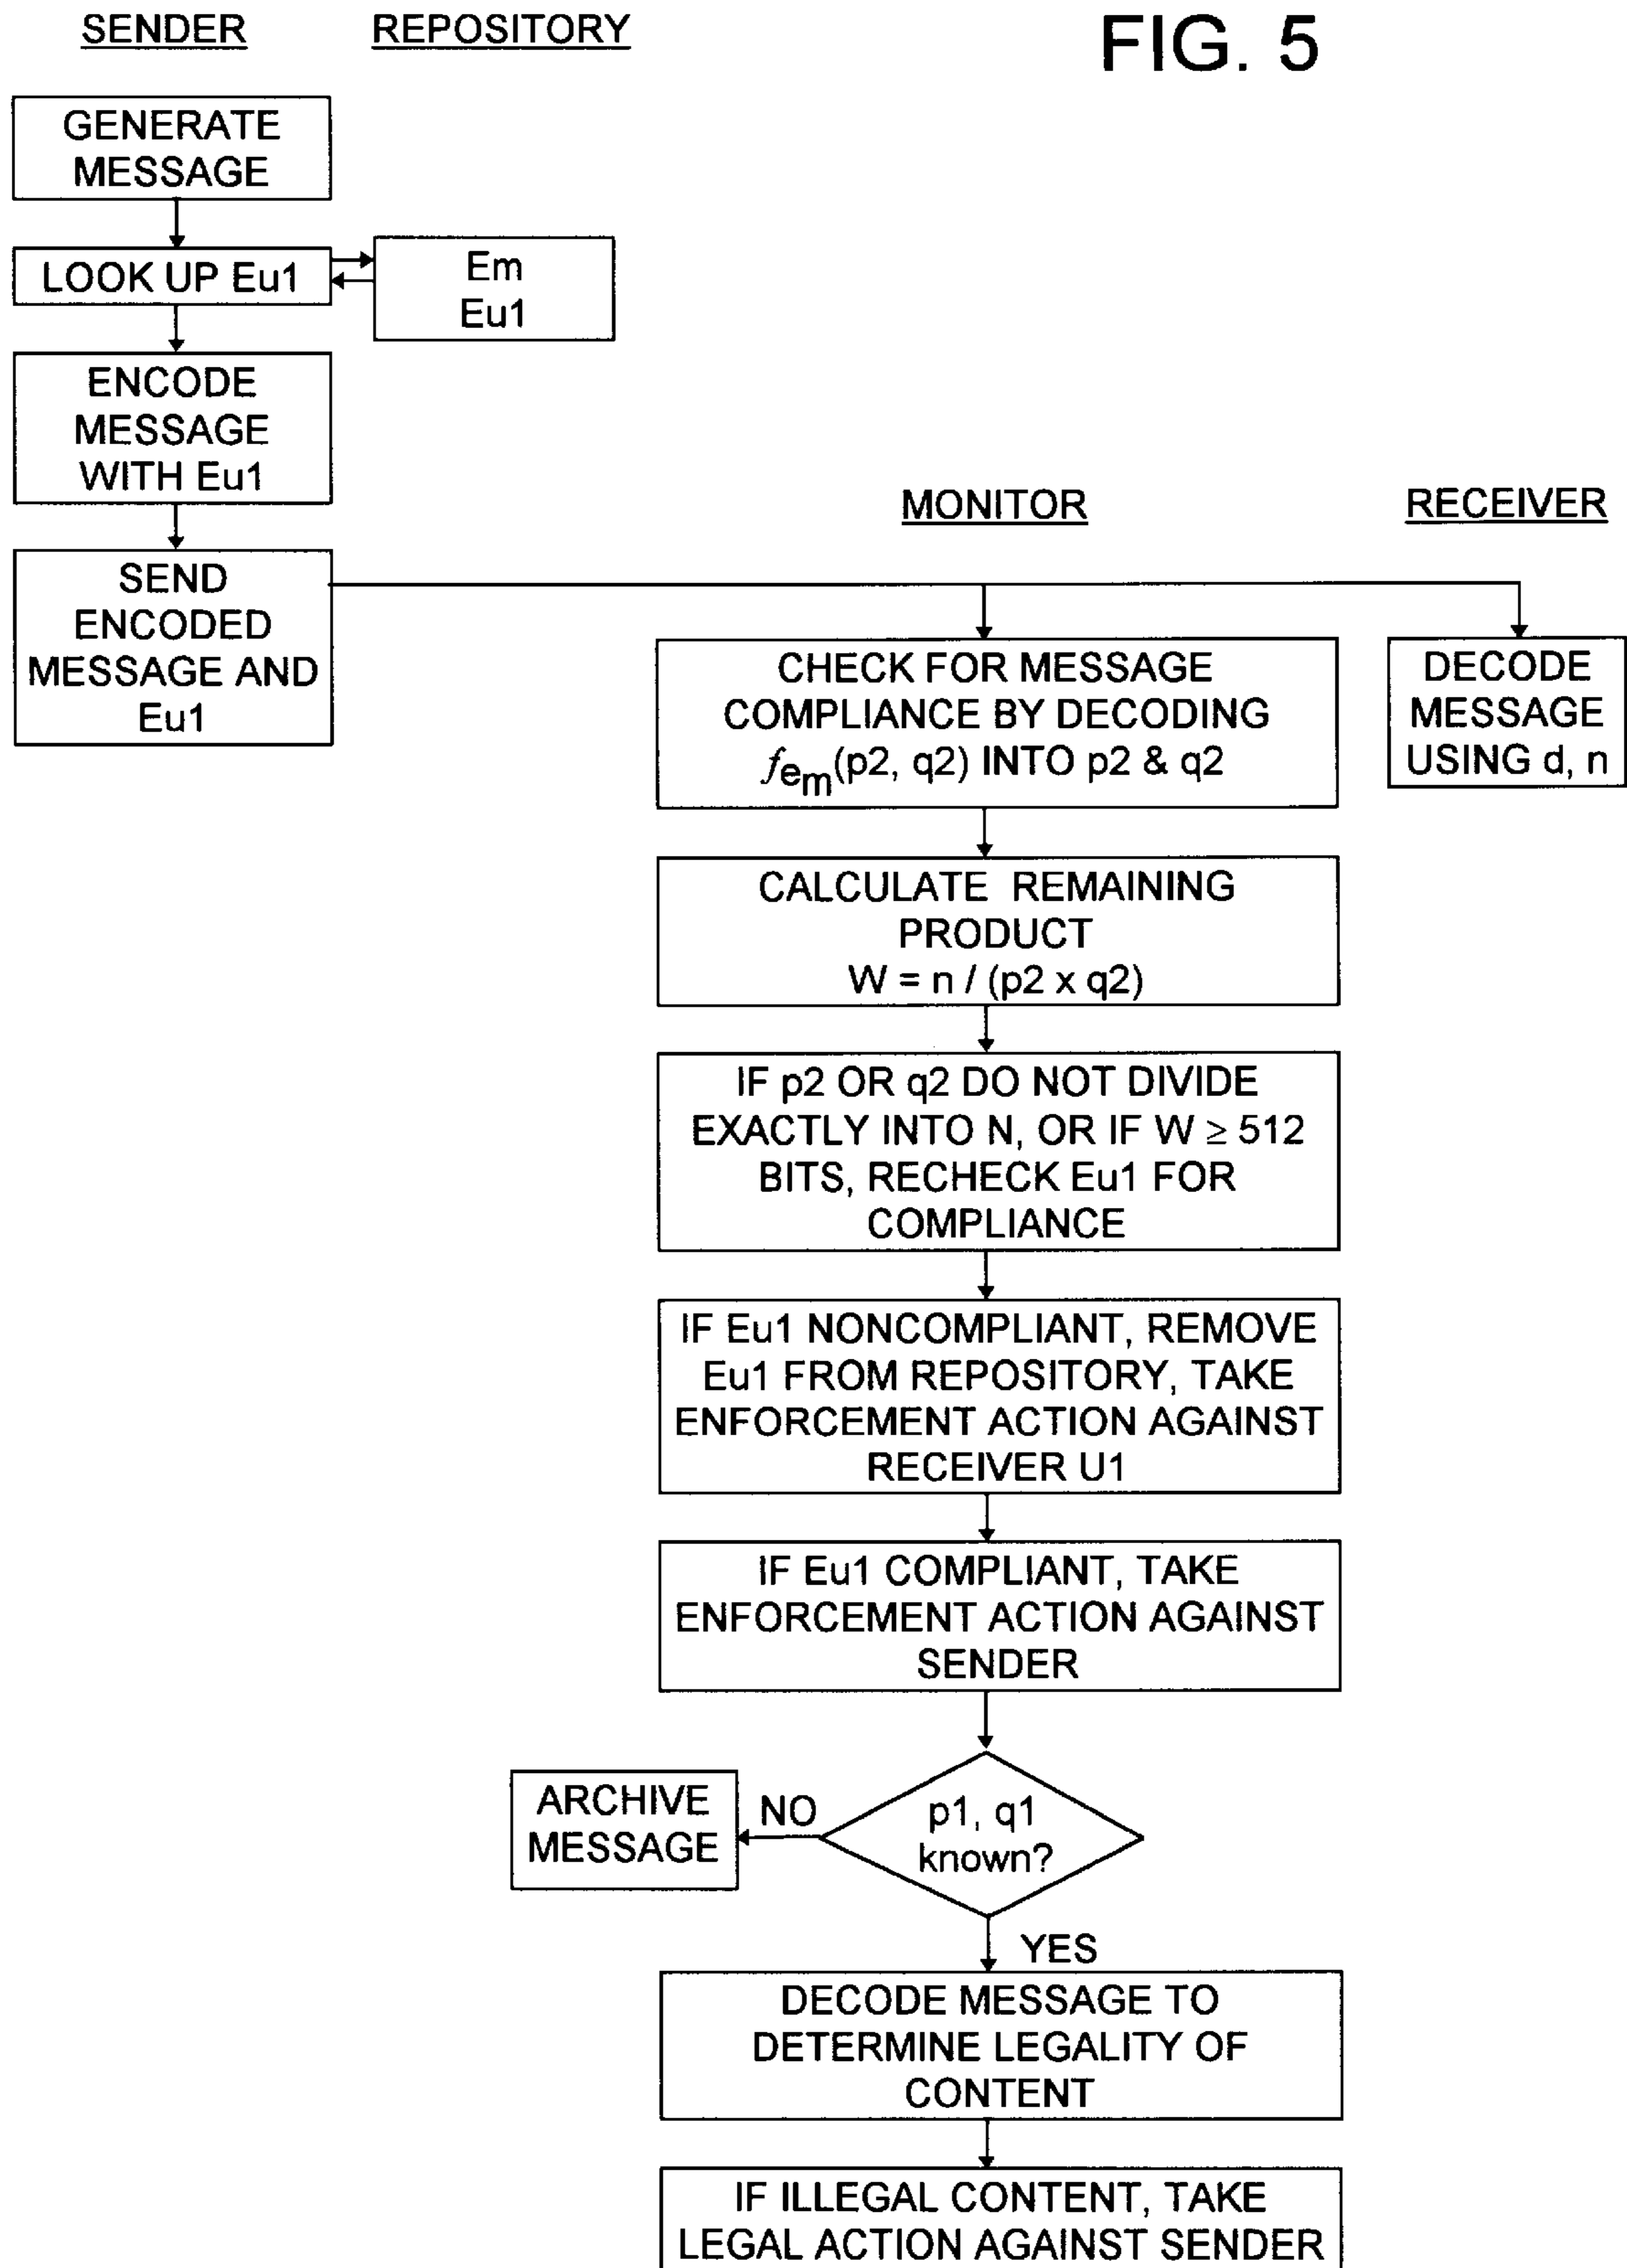 SENDER
REPOSITORY
FIG. 5
GENERATE
MESSAGE
LOOK UP Eu1
Em
Eu1
ENCODE
MESSAGE
WITH Eu1
SEND
ENCODED
MESSAGE AND
Eu1
MONITOR
RECEIVER
CHECK FOR MESSAGE
COMPLIANCE BY DECODING
fem(p2, q2) INTO p2 & q2
DECODE
MESSAGE
USING d, n
CALCULATE REMAINING
PRODUCT
W = n / (p2 x q2)
IF p2 OR q2 DO NOT DIVIDE
EXACTLY INTO N, OR IF W ≥ 512
BITS, RECHECK Eu1 FOR
COMPLIANCE
IF Eu1 NONCOMPLIANT, REMOVE
Eu1 FROM REPOSITORY, TAKE
ENFORCEMENT ACTION AGAINST
RECEIVER U1
IF Eu1 COMPLIANT, TAKE
ENFORCEMENT ACTION AGAINST
SENDER
p1, q1
known?
NO
ARCHIVE
MESSAGE
YES
DECODE MESSAGE TO
DETERMINE LEGALITY OF
CONTENT
IF ILLEGAL CONTENT, TAKE
LEGAL ACTION AGAINST SENDER